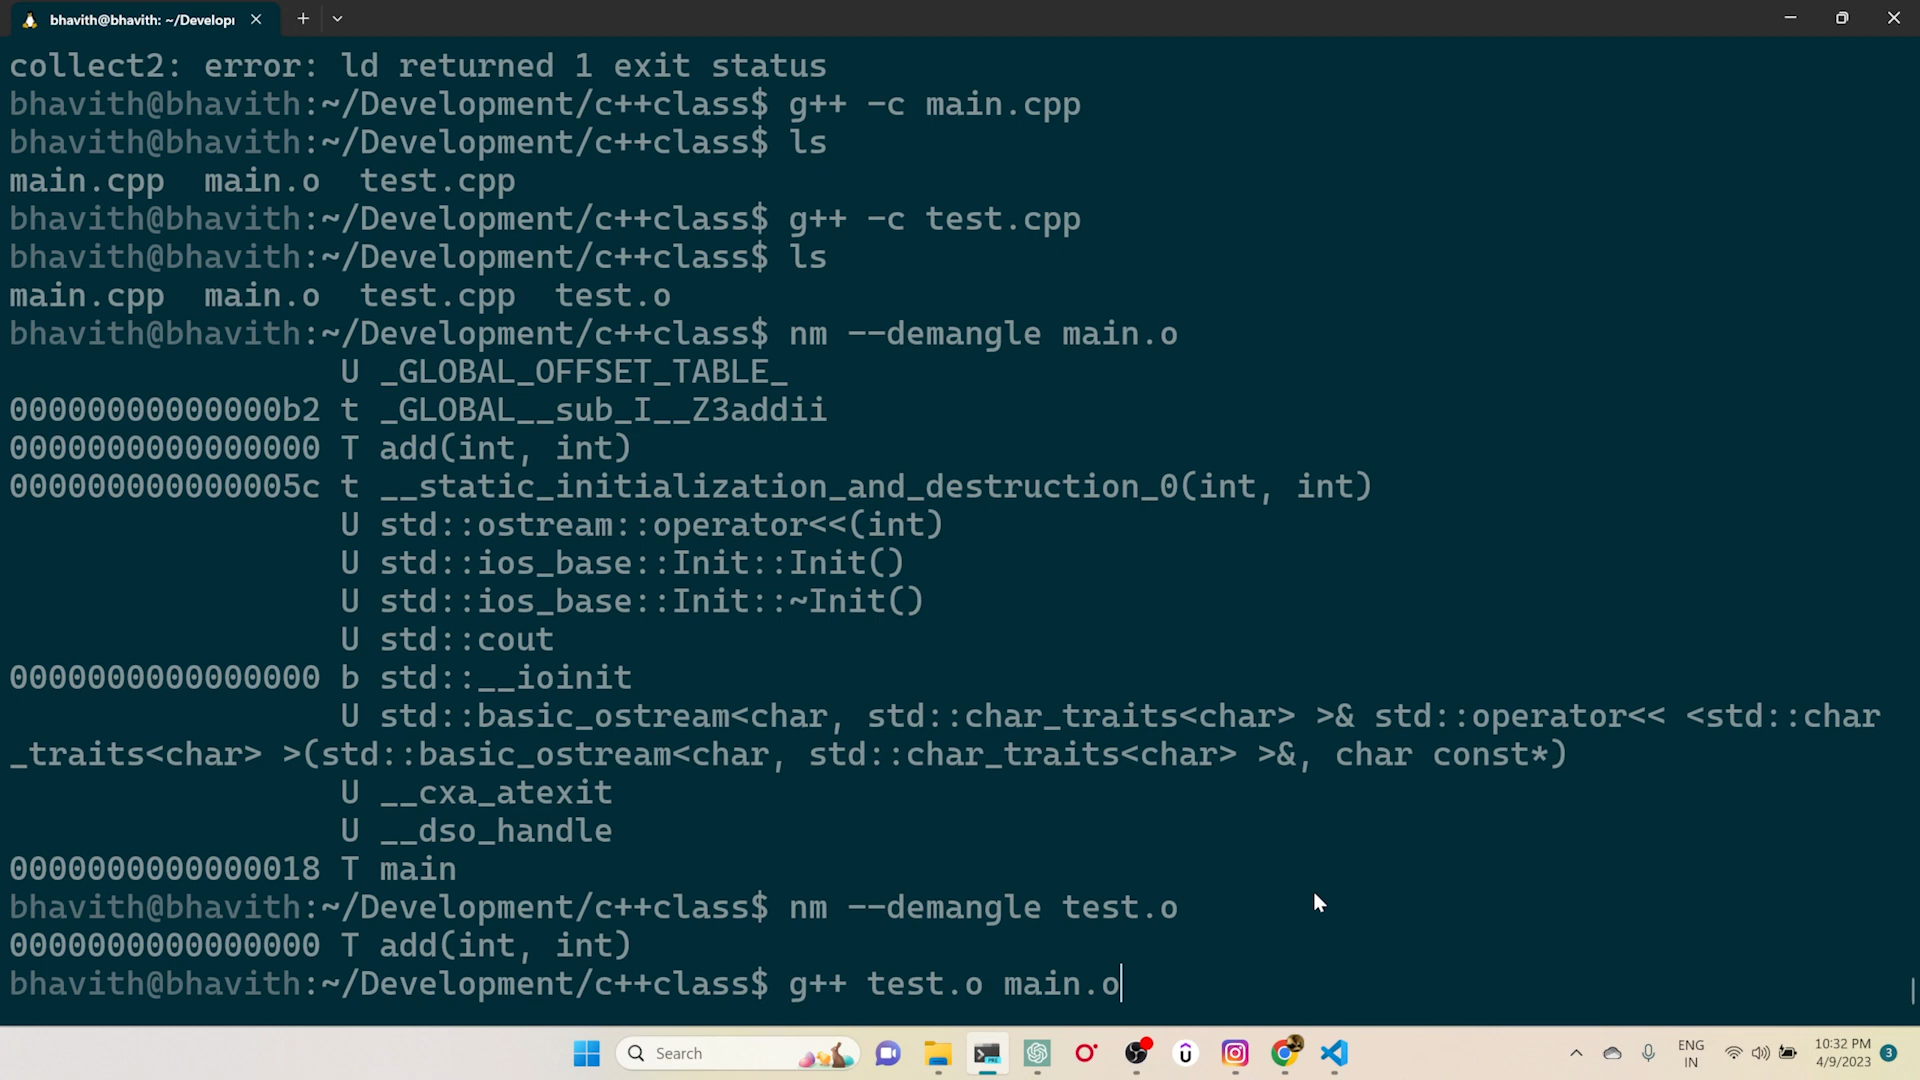 bhavith@bhavith: ~/Develop
collect2: error: ld returned 1 exit status
bhavith@bhavith:~/Development/c++class$ g++ -c main.cpp
bhavith@bhavith:~/Development/c++class$ ls
main.cpp  main.o  test.cpp
bhavith@bhavith:~/Development/c++class$ g++ -c test.cpp
bhavith@bhavith:~/Development/c++class$ ls
main.cpp  main.o  test.cpp  test.o
bhavith@bhavith:~/Development/c++class$ nm --demangle main.o
U _GLOBAL_OFFSET_TABLE_
00000000000000b2 t _GLOBAL__sub_I__Z3addii
0000000000000000 T add(int, int)
000000000000005c t __static_initialization_and_destruction_0(int, int)
U std::ostream::operator<<(int)
U std::ios_base::Init::Init()
U std::ios_base::Init::~Init()
U std::cout
0000000000000000 b std::__ioinit
U std::basic_ostream<char, std::char_traits<char> >& std::operator<< <std::char
_traits<char> >(std::basic_ostream<char, std::char_traits<char> >&, char const*)
U __cxa_atexit
U __dso_handle
0000000000000018 T main
bhavith@bhavith:~/Development/c++class$ nm --demangle test.o
0000000000000000 T add(int, int)
bhavith@bhavith:~/Development/c++class$ g++ test.o main.o
Search
ENG
IN
10:32 PM
4/9/2023
3